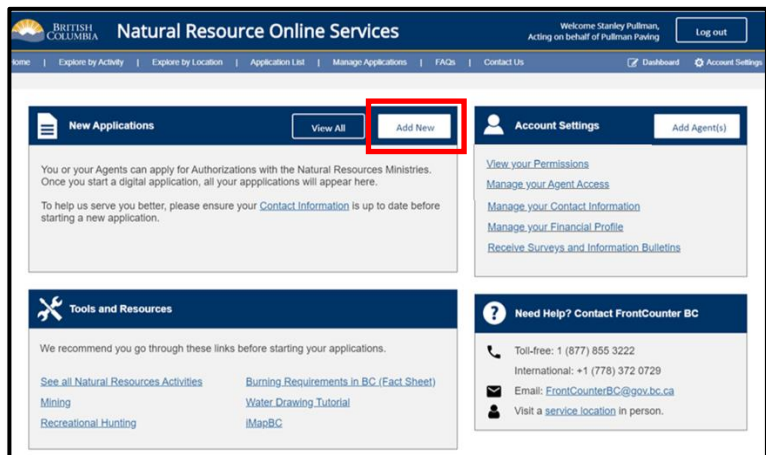 BRITISH
COLUMBIA
Natural Resource Online Services
Welcome Stanley Pullman,
Acting on behalf of Pullman Paving
Log out
Home | Explore by Activity | Explore by Location | Application List | Manage Applications | FAQs | Contact Us
Dashboard
Account Settings
New Applications
View All
Add New
You or your Agents can apply for Authorizations with the Natural Resources Ministries.
Once you start a digital application, all your appplications will appear here.
To help us serve you better, please ensure your Contact Information is up to date before
starting a new application.
Account Settings
Add Agent(s)
View your Permissions
Manage your Agent Access
Manage your Contact Information
Manage your Financial Profile
Receive Surveys and Information Bulletins
Tools and Resources
We recommend you go through these links before starting your applications.
See all Natural Resources Activities
Mining
Recreational Hunting
Burning Requirements in BC (Fact Sheet)
Water Drawing Tutorial
iMapBC
? Need Help? Contact FrontCounter BC
Toll-free: 1 (877) 855 3222
International: +1 (778) 372 0729
Email: FrontCounterBC@gov.bc.ca
Visit a service location in person.